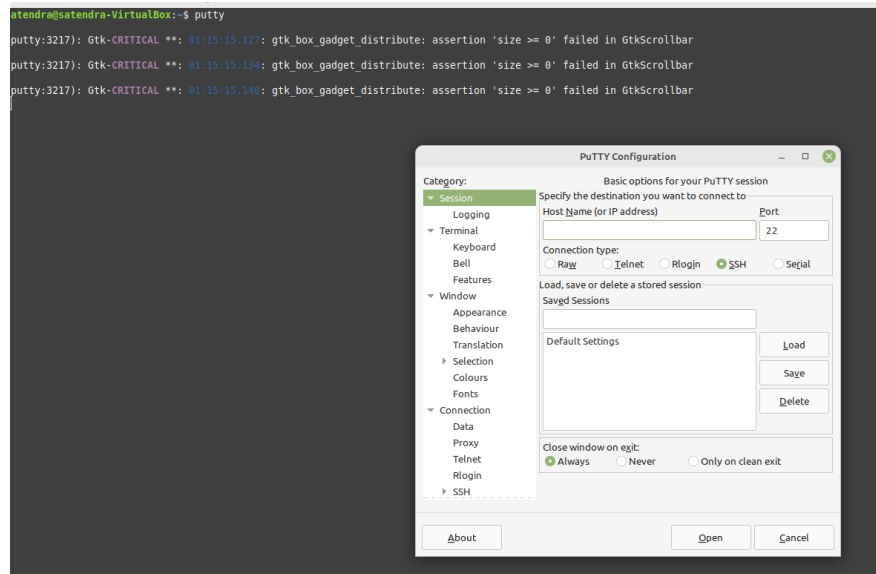 atendra@satendra-VirtualBox:~$ putty
putty:3217): Gtk-CRITICAL **: 01:15:15.127: gtk_box_gadget_distribute: assertion 'size >= 0' failed in GtkScrollbar
putty:3217): Gtk-CRITICAL **: 01:15:15.134: gtk_box_gadget_distribute: assertion 'size >= 0' failed in GtkScrollbar
putty:3217): Gtk-CRITICAL **: 01:15:15.140: gtk_box_gadget_distribute: assertion 'size >= 0' failed in GtkScrollbar
PuTTY Configuration
Category:
Session
Logging
Terminal
Keyboard
Bell
Features
Window
Appearance
Behaviour
Translation
Selection
Colours
Fonts
Connection
Data
Proxy
Telnet
Rlogin
SSH
Basic options for your PuTTY session
Specify the destination you want to connect to
Host Name (or IP address) Port
22
Connection type:
Raw Telnet Rlogin SSH Serial
Load, save or delete a stored session
Saved Sessions
Default Settings
Load
Save
Delete
Close window on exit:
Always Never Only on clean exit
About Open Cancel